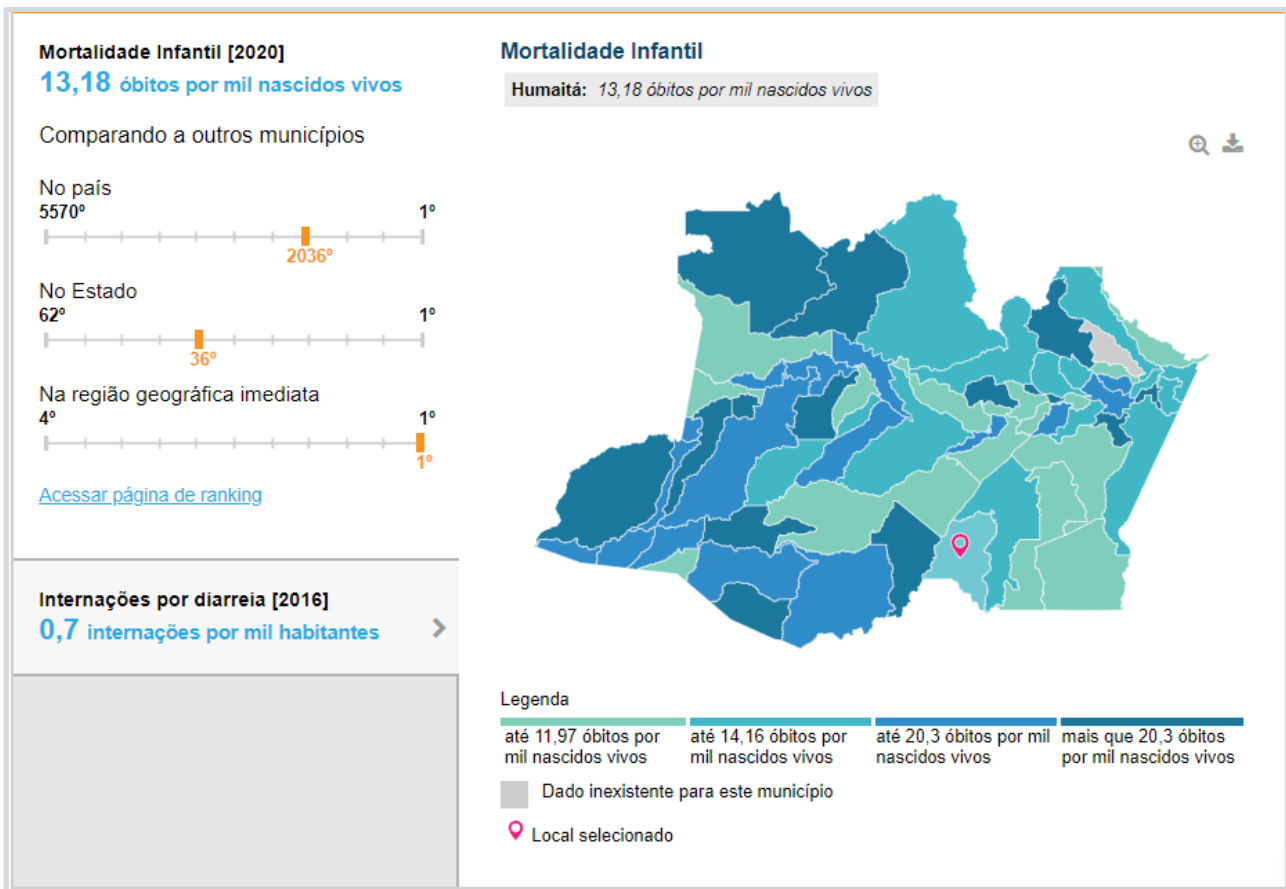 Mortalidade Infantil [2020]
13,18 óbitos por mil nascidos vivos
Comparando a outros municípios
No país
5570º 1º
2036º
No Estado
62º 1º
36º
Na região geográfica imediata
4º 1º
1º
Acessar página de ranking
Internações por diarreia [2016]
0,7 internações por mil habitantes
Mortalidade Infantil
Humaitá: 13,18 óbitos por mil nascidos vivos
Legenda
até 11,97 óbitos por
mil nascidos vivos
até 14,16 óbitos por
mil nascidos vivos
até 20,3 óbitos por mil
nascidos vivos
mais que 20,3 óbitos
por mil nascidos vivos
Dado inexistente para este município
Local selecionado